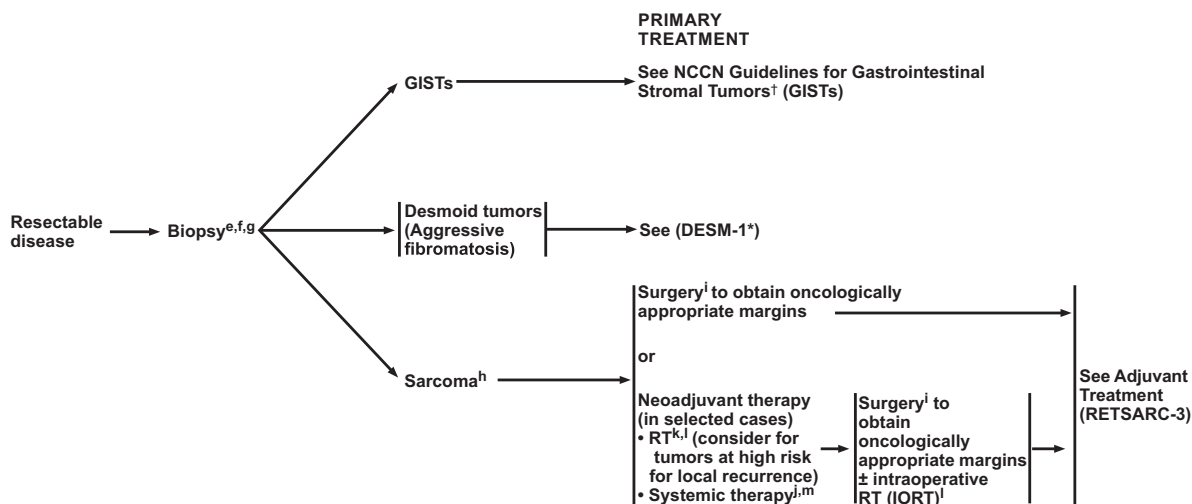 PRIMARY
TREATMENT
GISTs
See NCCN Guidelines for Gastrointestinal
Stromal Tumors† (GISTs)
Resectable
disease
Biopsye,f,g
Desmoid tumors
(Aggressive
fibromatosis)
See (DESM-1*)
Sarcomah
Surgeryi to obtain oncologically
appropriate margins
or
Neoadjuvant therapy
(in selected cases)
• RTk,l (consider for
tumors at high risk
for local recurrence)
• Systemic therapyj,m
Surgeryi to
obtain
oncologically
appropriate margins
± intraoperative
RT (IORT)l
See Adjuvant
Treatment
(RETSARC-3)